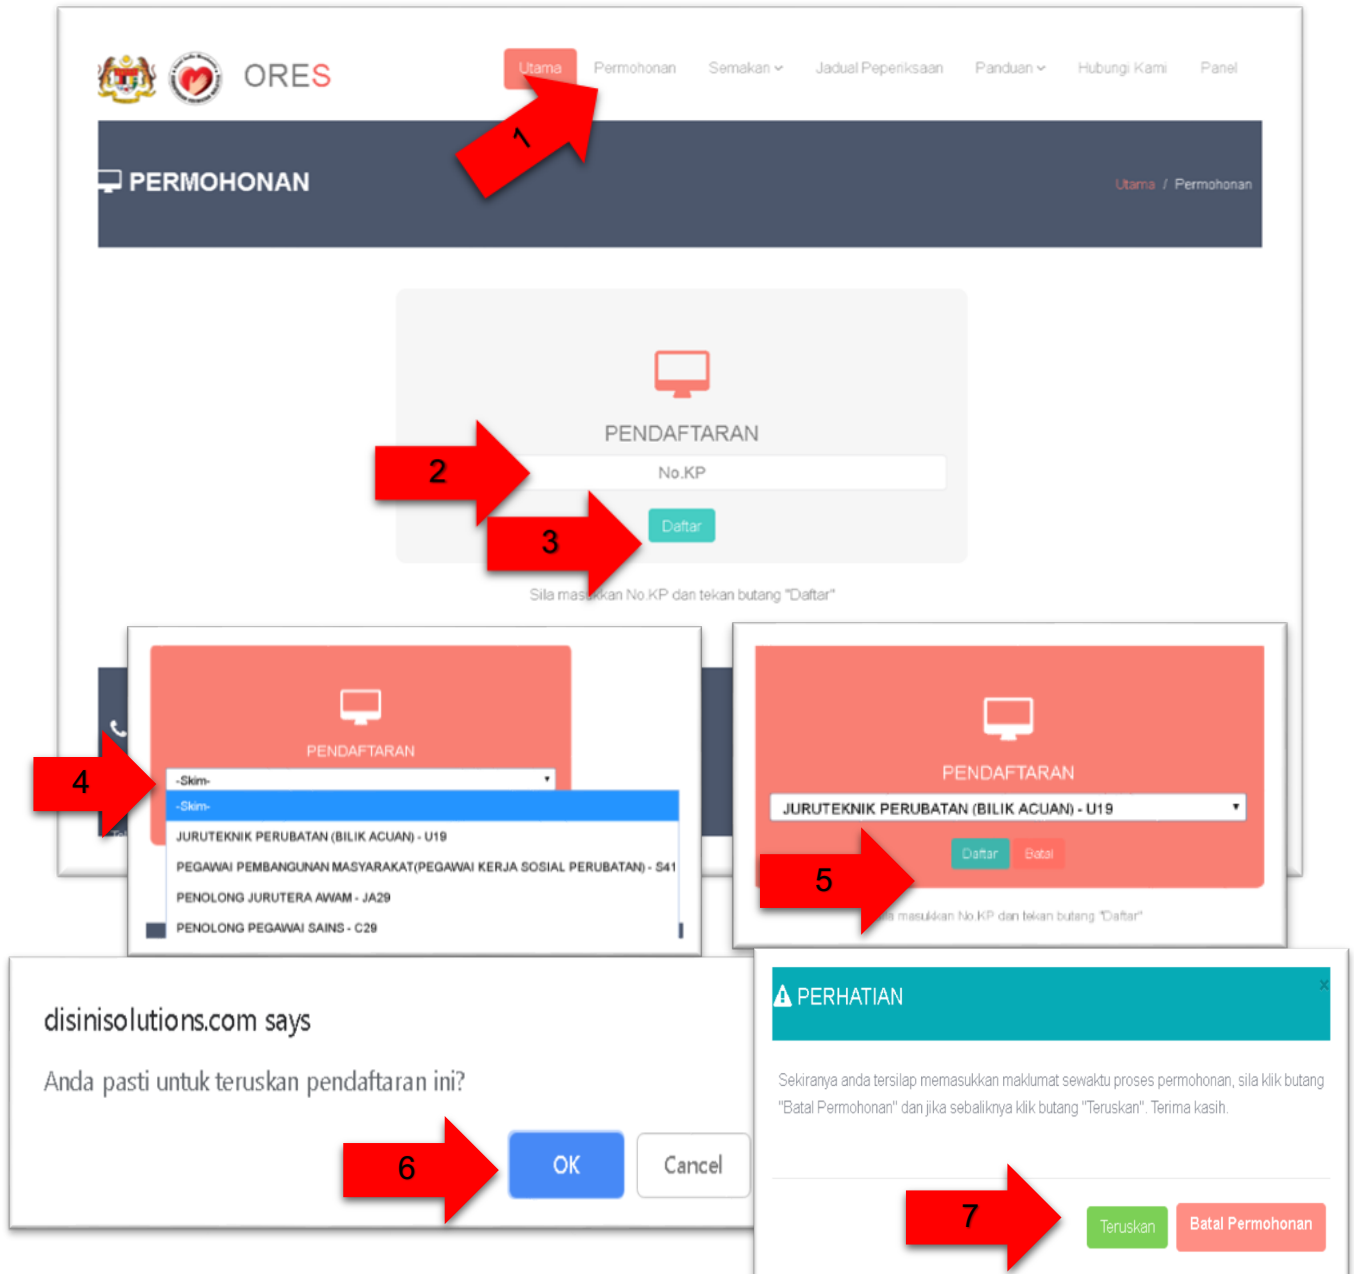 ORES
Utama Permohonan Semakan Jadual Peperiksaan Panduan Hubungi Kami Panel
1
PERMOHONAN
Utama / Permohonan
PENDAFTARAN
2
No.KP
3
Daftar
Sila masukkan No.KP dan tekan butang "Daftar"
PENDAFTARAN
4
-Skim-
-Skim-
JURUTEKNIK PERUBATAN (BILIK ACUAN) - U19
PEGAWAI PEMBANGUNAN MASYARAKAT(PEGAWAI KERJA SOSIAL PERUBATAN) - S41
PENOLONG JURUTERA AWAM - JA29
PENOLONG PEGAWAI SAINS - C29
PENDAFTARAN
JURUTEKNIK PERUBATAN (BILIK ACUAN) - U19
Daftar Batal
5
masukkan No.KP dan tekan butang "Daftar"
disinisolutions.com says
Anda pasti untuk teruskan pendaftaran ini?
6
OK Cancel
PERHATIAN
x
Sekiranya anda tersilap memasukkan maklumat sewaktu proses permohonan, sila klik butang
"Batal Permohonan" dan jika sebaliknya klik butang "Teruskan". Terima kasih.
7
Teruskan Batal Permohonan